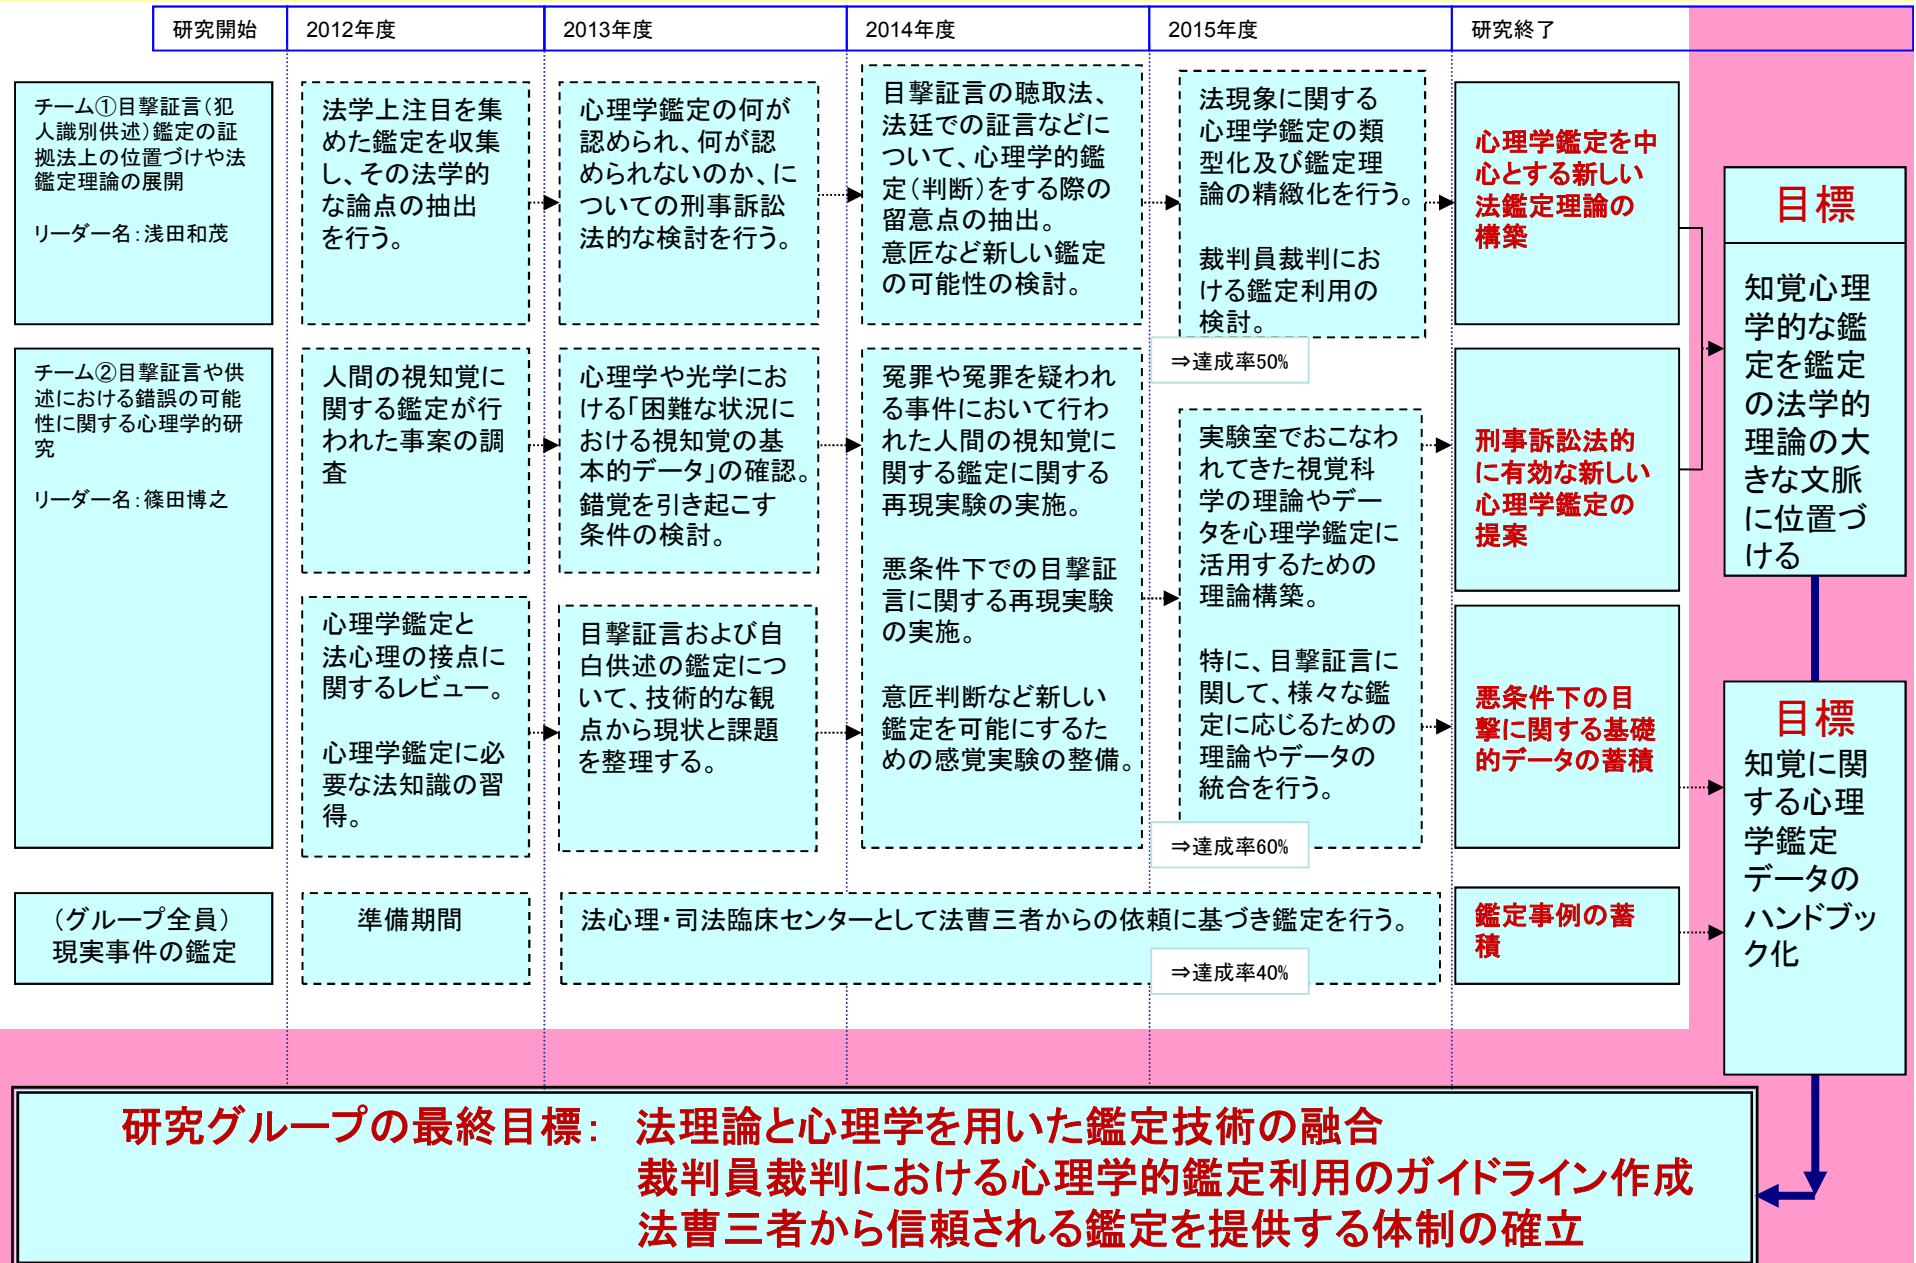 研究開始
2012年度
2013年度
2014年度
2015年度
研究終了
チーム①目撃証言(犯
人識別供述)鑑定の証
拠法上の位置づけや法
鑑定理論の展開
リーダー名:浅田和茂
法学上注目を集
めた鑑定を収集
し、その法学的
な論点の抽出
を行う。
心理学鑑定の何が
認められ、何が認
められないのか、に
ついての刑事訴訟
法的な検討を行う。
目撃証言の聴取法、
法廷での証言などに
ついて、心理学的鑑
定(判断)をする際の
留意点の抽出。
意匠など新しい鑑定
の可能性の検討。
法現象に関する
心理学鑑定の類
型化及び鑑定理
論の精緻化を行う。
裁判員裁判にお
ける鑑定利用の
検討。
⇒達成率50%
心理学鑑定を中
心とする新しい
法鑑定理論の
構築
目標
知覚心理
学的な鑑
定を鑑定
の法学的
理論の大
きな文脈
に位置づ
ける
チーム②目撃証言や供
述における錯誤の可能
性に関する心理学的研
究
リーダー名:篠田博之
人間の視知覚に
関する鑑定が行
われた事案の調
査
心理学鑑定と
法心理の接点に
関するレビュー。
心理学鑑定に必
要な法知識の習
得。
心理学や光学にお
ける「困難な状況に
おける視知覚の基
本的データ」の確認。
錯覚を引き起こす
条件の検討。
目撃証言および自
白供述の鑑定につ
いて、技術的な観
点から現状と課題
を整理する。
冤罪や冤罪を疑われ
る事件において行わ
れた人間の視知覚に
関する鑑定に関する
再現実験の実施。
悪条件下での目撃証
言に関する再現実験
の実施。
意匠判断など新しい
鑑定を可能にするた
めの感覚実験の整備。
実験室でおこなわ
れてきた視覚科
学の理論やデー
タを心理学鑑定に
活用するための
理論構築。
特に、目撃証言に
関して、様々な鑑
定に応じるための
理論やデータの
統合を行う。
⇒達成率60%
刑事訴訟法的
に有効な新しい
心理学鑑定の
提案
悪条件下の目
撃に関する基礎
的データの蓄積
目標
知覚に関
する心理
学鑑定
データの
ハンドブッ
ク化
(グループ全員)
現実事件の鑑定
準備期間
法心理・司法臨床センターとして法曹三者からの依頼に基づき鑑定を行う。
⇒達成率40%
鑑定事例の蓄
積
研究グループの最終目標: 法理論と心理学を用いた鑑定技術の融合
裁判員裁判における心理学的鑑定利用のガイドライン作成
法曹三者から信頼される鑑定を提供する体制の確立